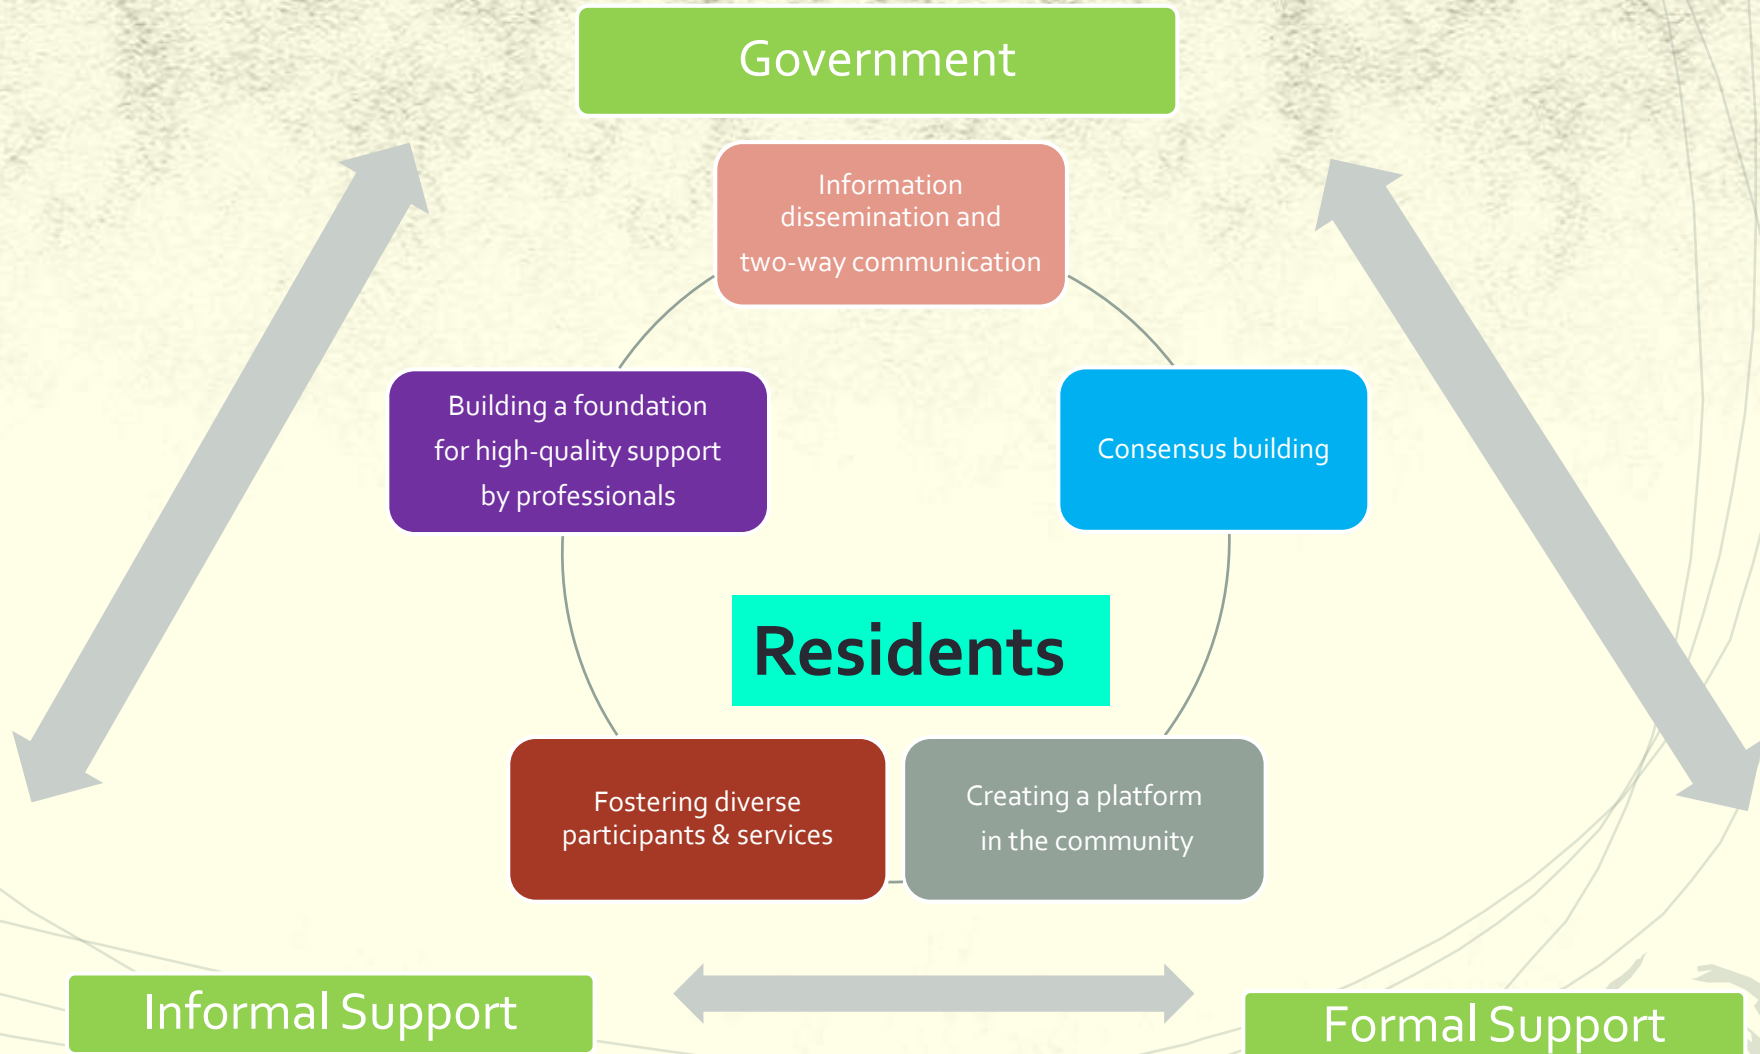 Government
Information
dissemination and
two-way communication
Building a foundation
for high-quality support
by professionals
Consensus building
Residents
Fostering diverse
participants & services
Creating a platform
in the community
Informal Support
Formal Support